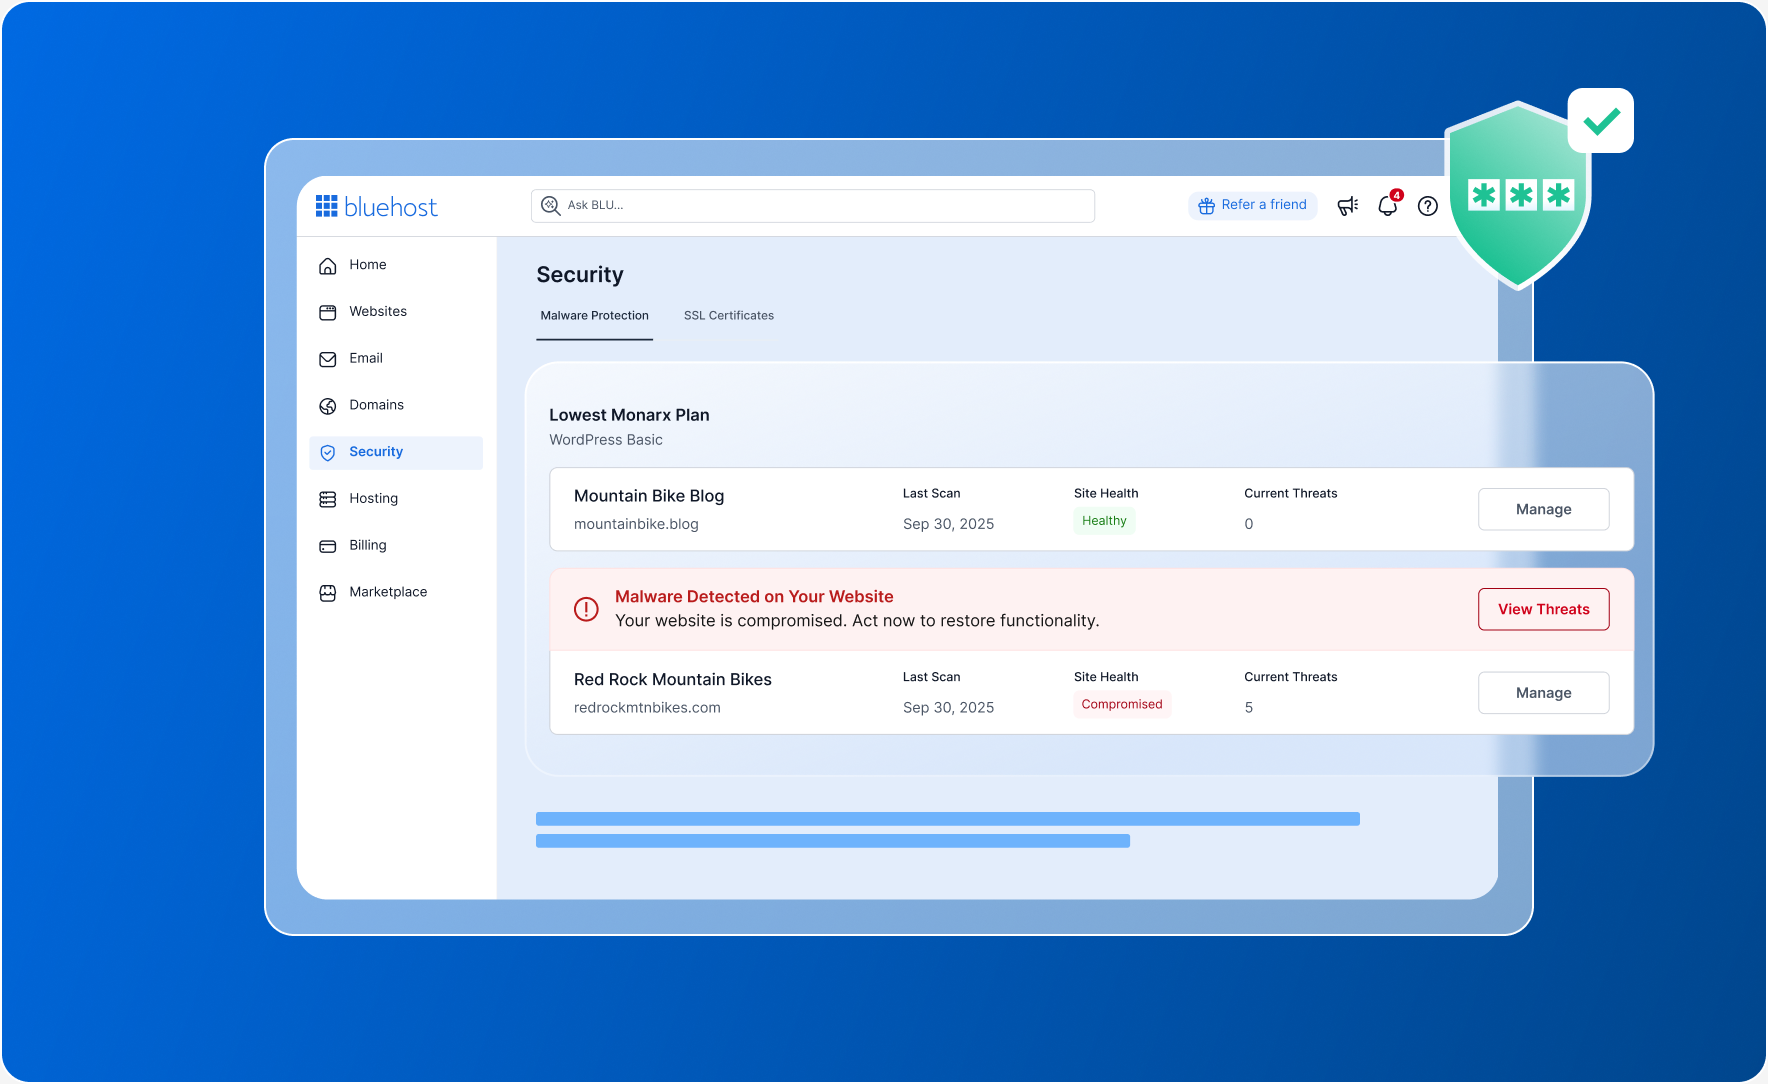 bluehost
Ask BLU...
Refer a friend
4
***
Home
Websites
Email
Domains
Security
Hosting
Billing
Marketplace
Security
Malware Protection
SSL Certificates
Lowest Monarx Plan
WordPress Basic
Mountain Bike Blog
mountainbike.blog
Last Scan
Sep 30, 2025
Site Health
Healthy
Current Threats
0
Manage
Malware Detected on Your Website
Your website is compromised. Act now to restore functionality.
View Threats
Red Rock Mountain Bikes
redrockmtnbikes.com
Last Scan
Sep 30, 2025
Site Health
Compromised
Current Threats
5
Manage